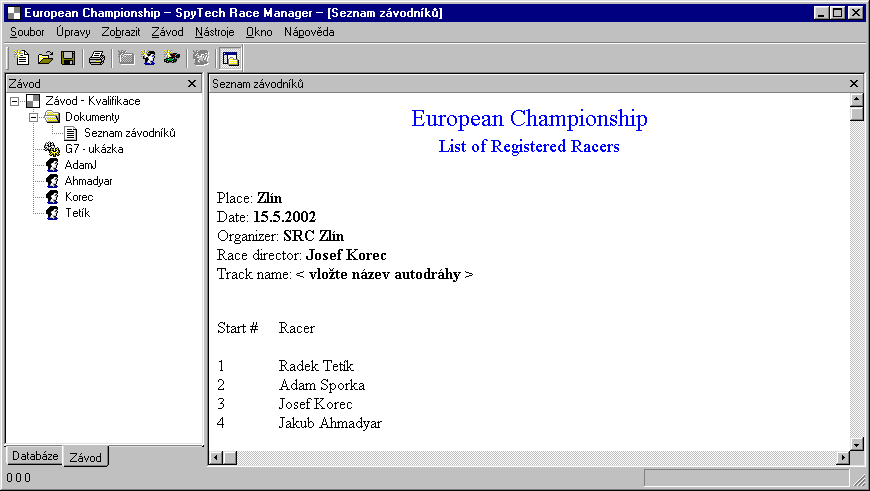 European Championship – SpyTech Race Manager – [Seznam závodníků]
Soubor Úpravy Zobrazit Závod Nástroje Okno Nápověda
Závod
Závod - Kvalifikace
Dokumenty
Seznam závodníků
G7 - ukázka
AdamJ
Ahmadyar
Korec
Tetík
Databáze Závod
Seznam závodníků
European Championship
List of Registered Racers
Place: Zlín
Date: 15.5.2002
Organizer: SRC Zlín
Race director: Josef Korec
Track name: < vložte název autodráhy >
Start # Racer
1 Radek Tetík
2 Adam Sporka
3 Josef Korec
4 Jakub Ahmadyar
0 0 0